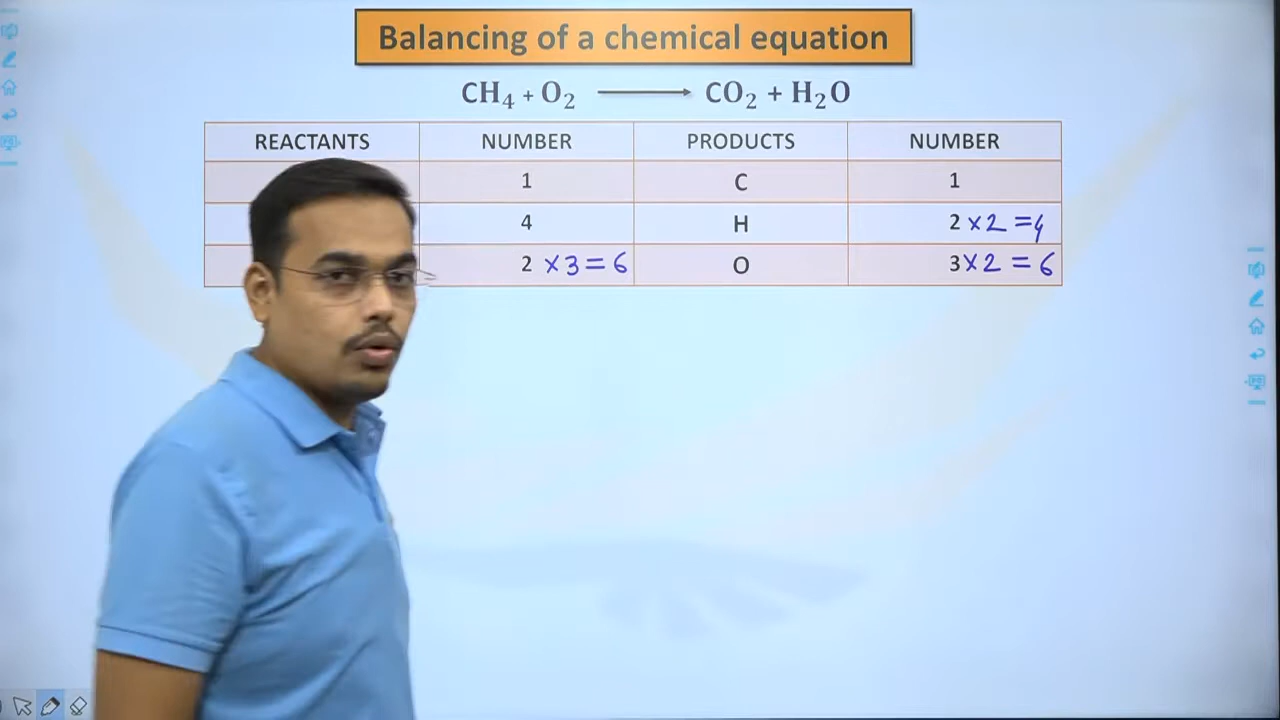 Balancing of a chemical equation
CH₄ + O₂ ⟶ CO₂ + H₂O
REACTANTS NUMBER PRODUCTS NUMBER
1 C 1
4 H 2 ×2 =4
2 ×3=6 O 3×2 = 6